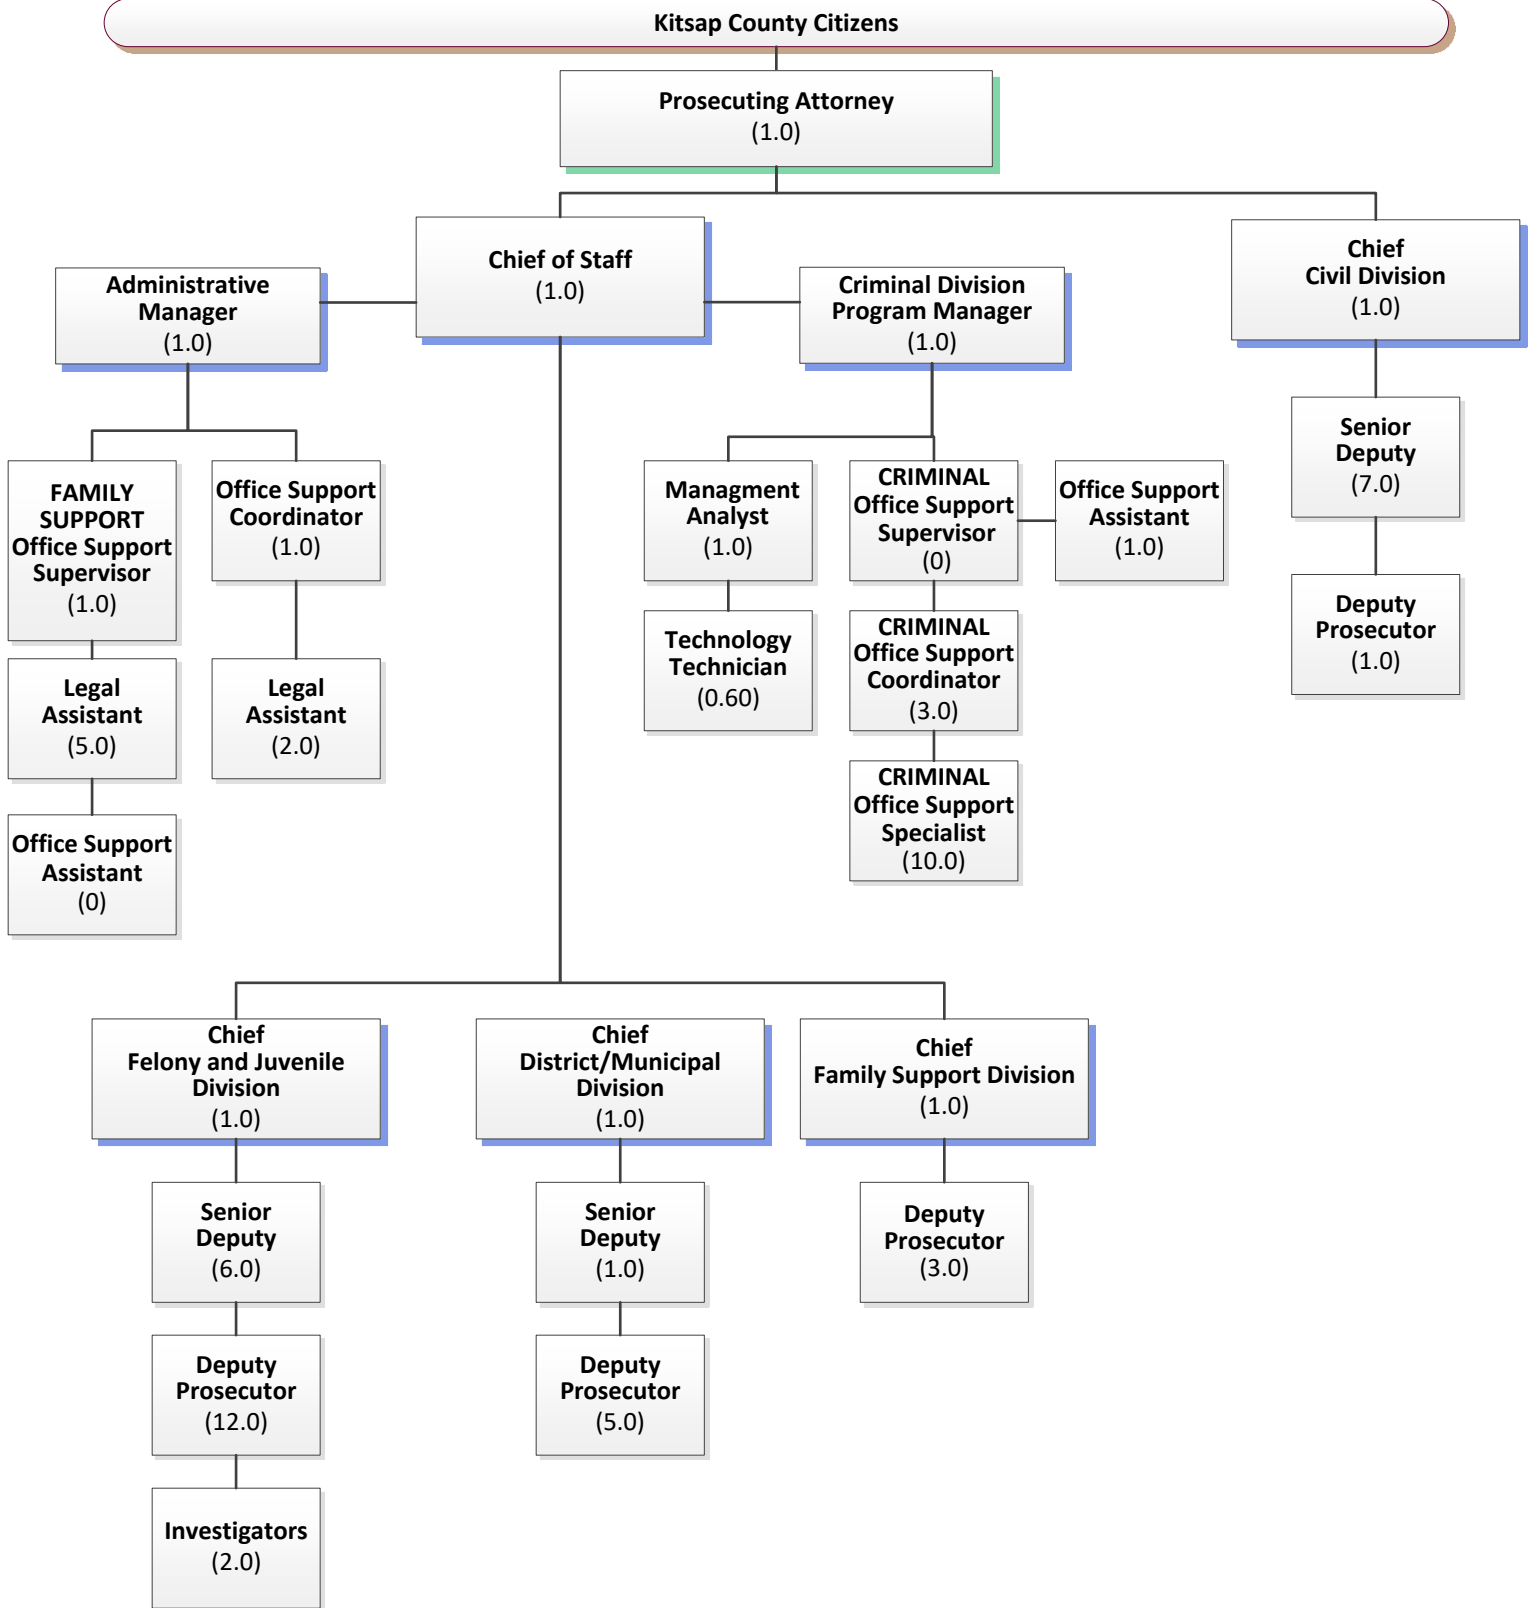 Kitsap County Citizens
Prosecuting Attorney
(1.0)
Chief of Staff
(1.0)
Administrative
Manager
(1.0)
Criminal Division
Program Manager
(1.0)
Chief
Civil Division
(1.0)
FAMILY
SUPPORT
Office Support
Supervisor
(1.0)
Legal
Assistant
(5.0)
Office Support
Assistant
(0)
Office Support
Coordinator
(1.0)
Legal
Assistant
(2.0)
Managment
Analyst
(1.0)
Technology
Technician
(0.60)
CRIMINAL
Office Support
Supervisor
(0)
Office Support
Assistant
(1.0)
CRIMINAL
Office Support
Coordinator
(3.0)
CRIMINAL
Office Support
Specialist
(10.0)
Senior
Deputy
(7.0)
Deputy
Prosecutor
(1.0)
Chief
Felony and Juvenile
Division
(1.0)
Senior
Deputy
(6.0)
Deputy
Prosecutor
(12.0)
Investigators
(2.0)
Chief
District/Municipal
Division
(1.0)
Senior
Deputy
(1.0)
Deputy
Prosecutor
(5.0)
Chief
Family Support Division
(1.0)
Deputy
Prosecutor
(3.0)